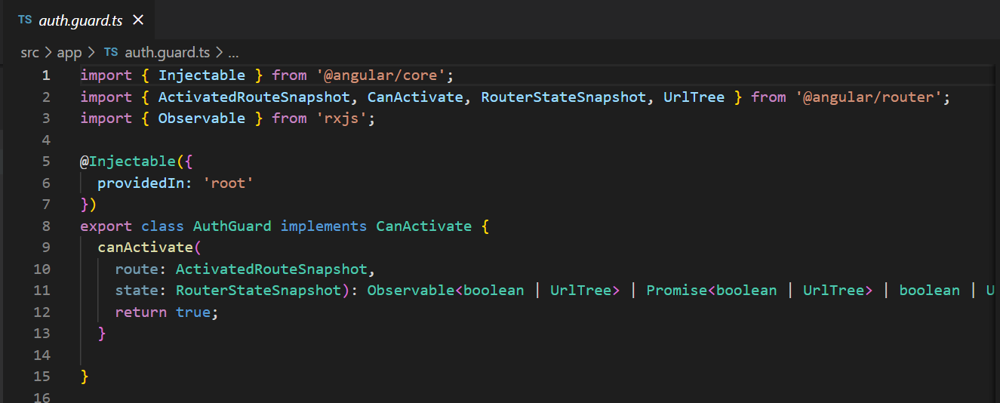 TS auth.guard.ts ×
src > app > TS auth.guard.ts > ...
1 import { Injectable } from '@angular/core';
2 import { ActivatedRouteSnapshot, CanActivate, RouterStateSnapshot, UrlTree } from '@angular/router';
3 import { Observable } from 'rxjs';
4
5 @Injectable({
6   providedIn: 'root'
7 })
8 export class AuthGuard implements CanActivate {
9   canActivate(
10     route: ActivatedRouteSnapshot,
11     state: RouterStateSnapshot): Observable<boolean | UrlTree> | Promise<boolean | UrlTree> | boolean | U
12     return true;
13   }
14
15 }
16